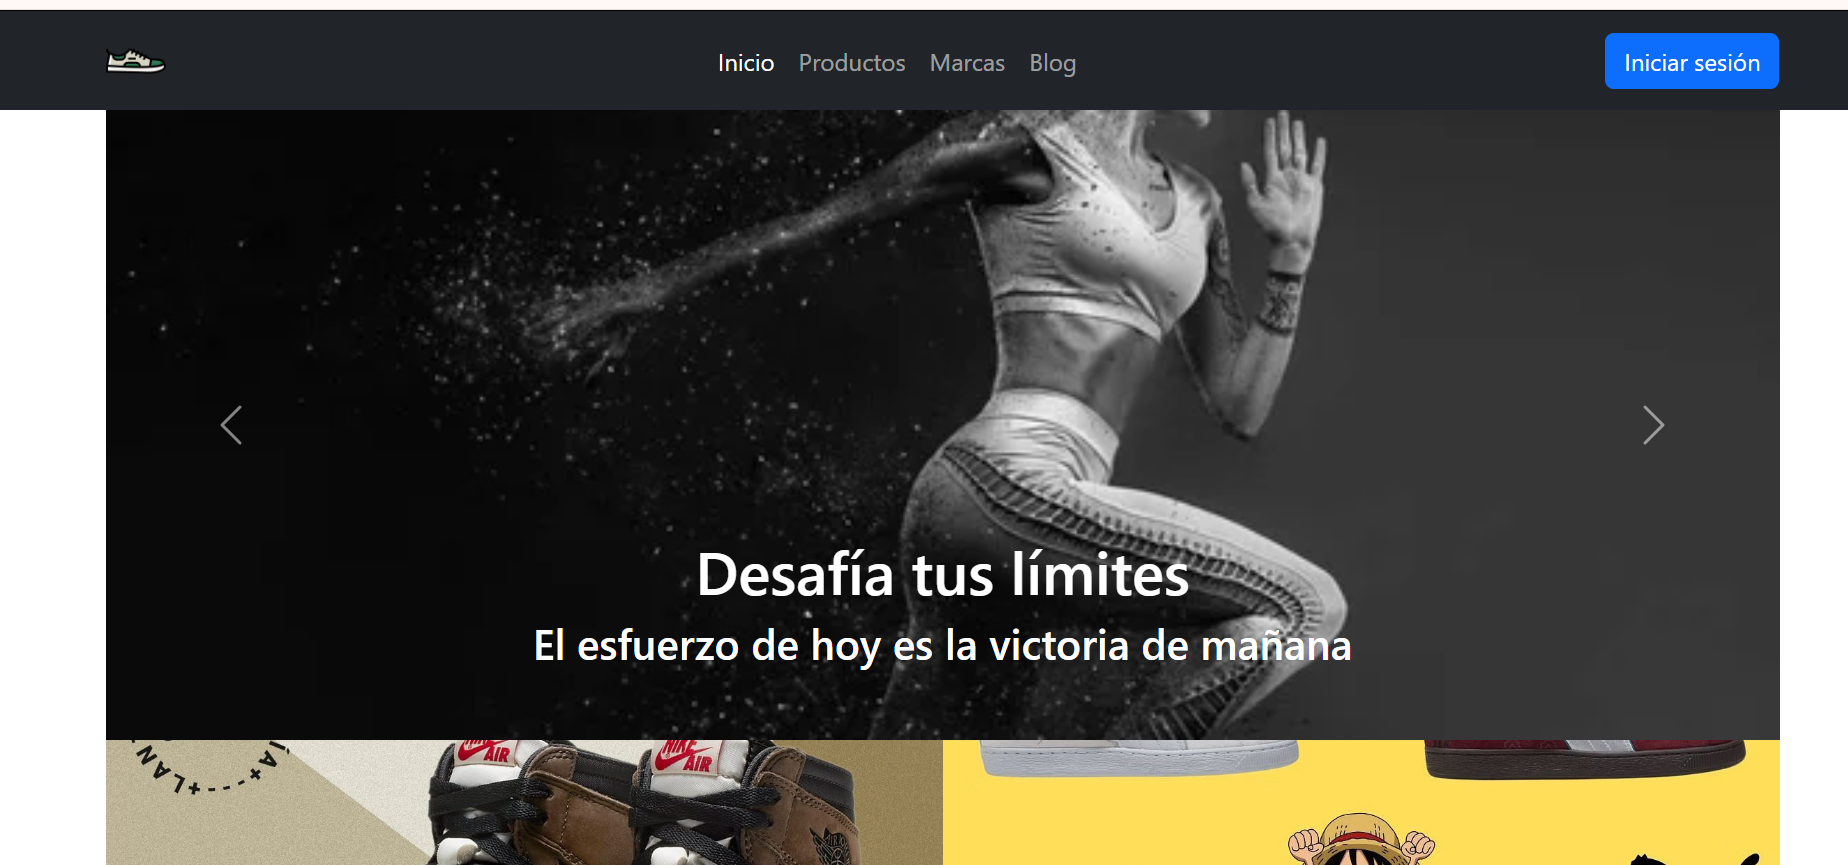 Inicio Productos Marcas Blog
Iniciar sesión
Desafía tus límites
El esfuerzo de hoy es la victoria de mañana
NIKE
AIR
NIKE
AIR